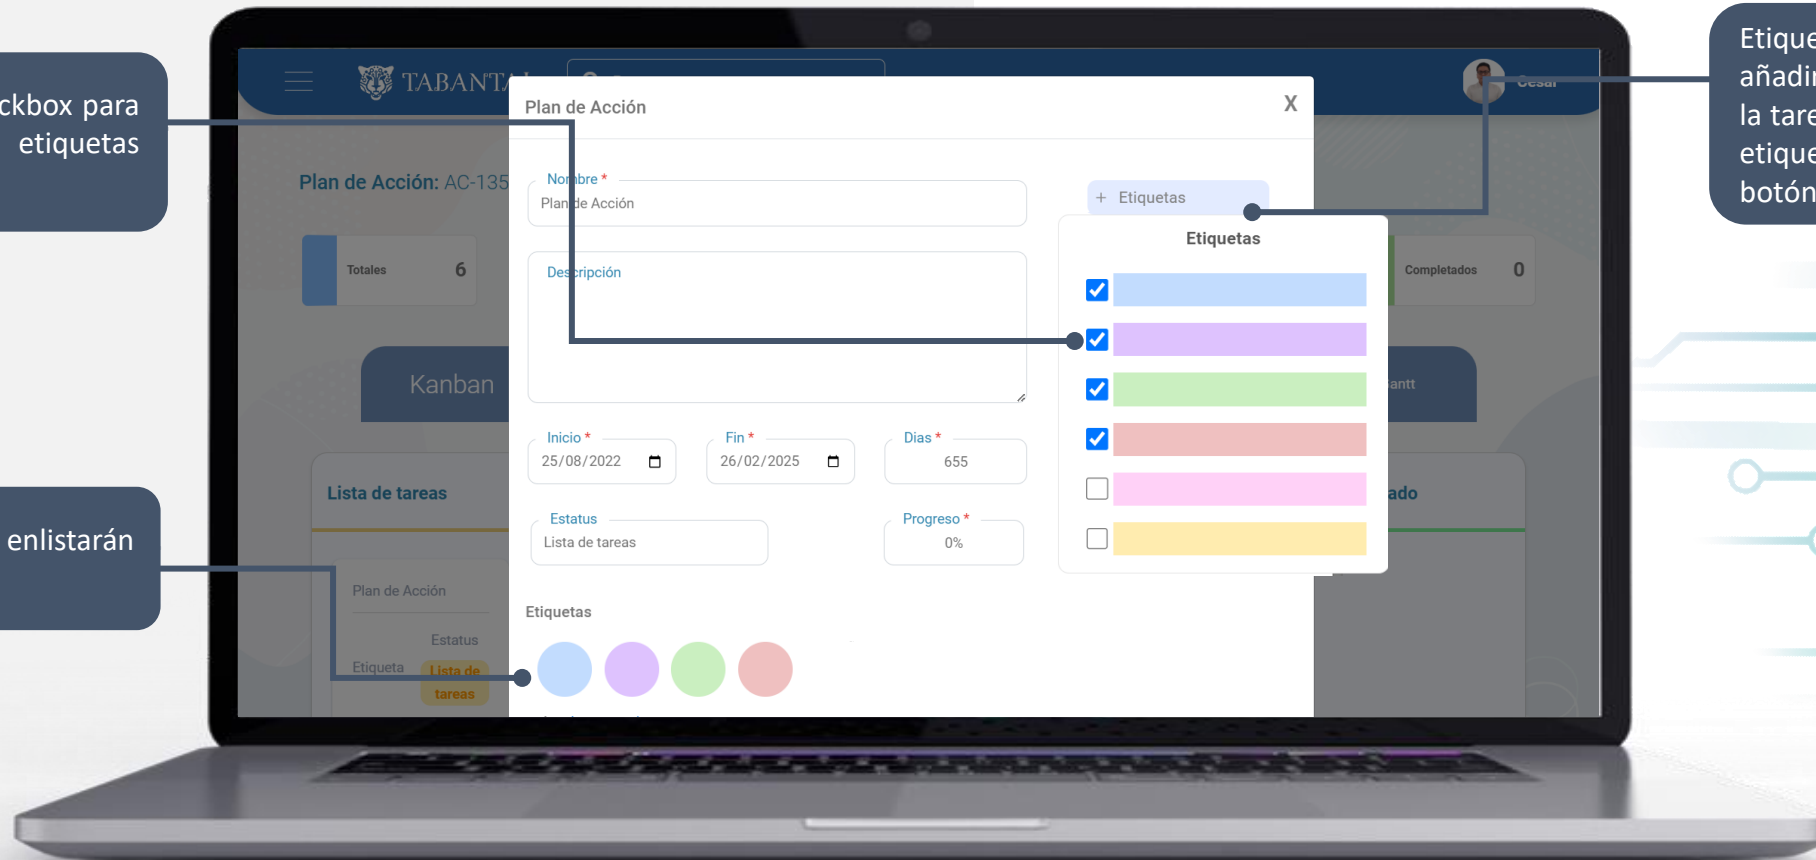 ckbox para
etiquetas
enlistarán
Etique
añadir
la tare
etique
botón
TABANTA
Cesar
Plan de Acción: AC-135
Totales 6
Completados 0
Kanban
antt
Lista de tareas
ado
Plan de Acción
Estatus
Etiqueta
Lista de
tareas
Plan de Acción
X
Nombre *
Plan de Acción
Descripción
Inicio *
25/08/2022
Fin *
26/02/2025
Dias *
655
Estatus
Lista de tareas
Progreso *
0%
+ Etiquetas
Etiquetas
Etiquetas